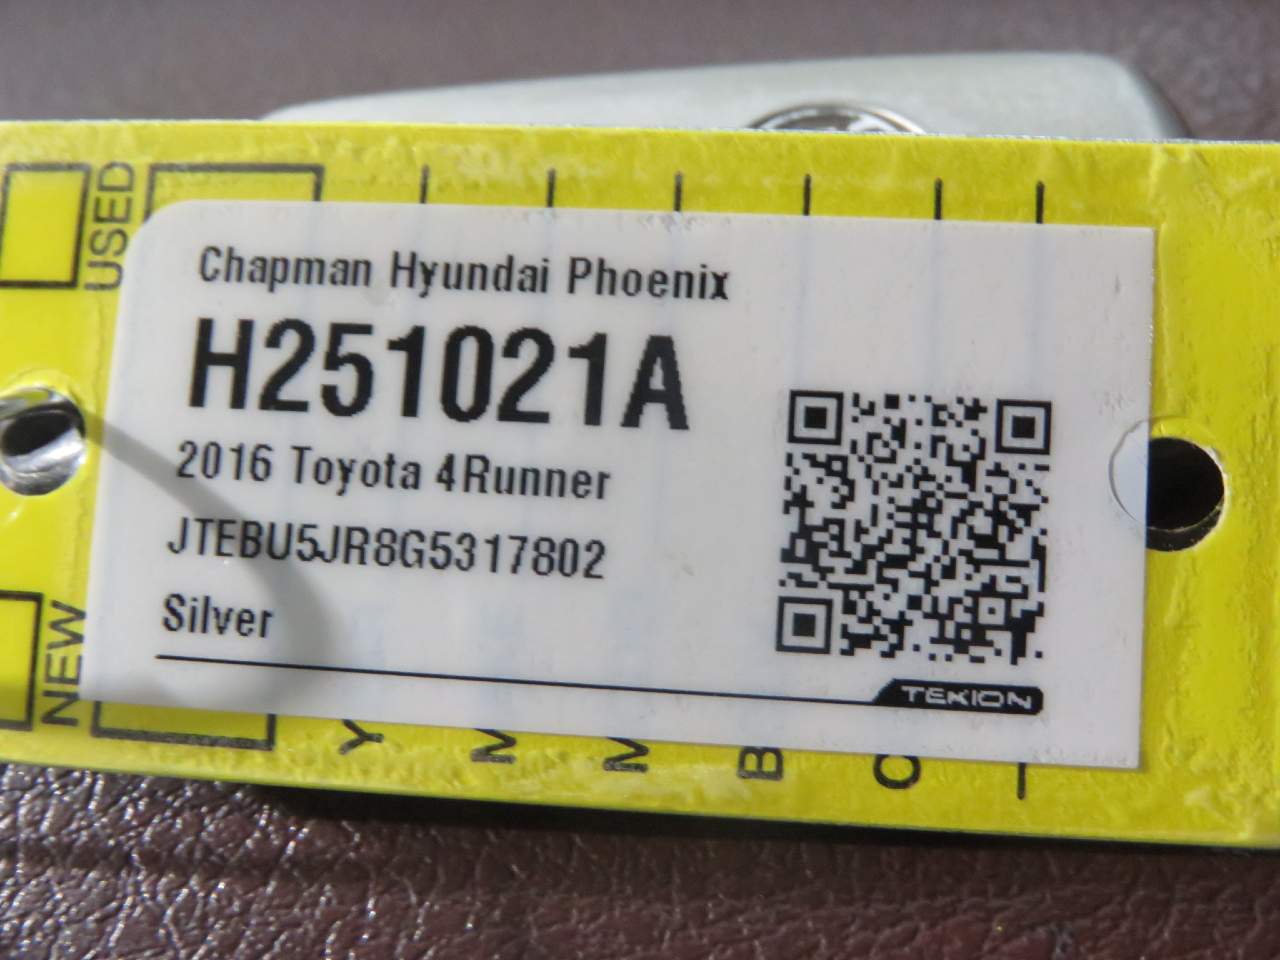 USED
Chapman Hyundai Phoenix
H251021A
2016 Toyota 4Runner
JTEBU5JR8G5317802
Silver
TEKION
NEW
Y
M
M
B
C